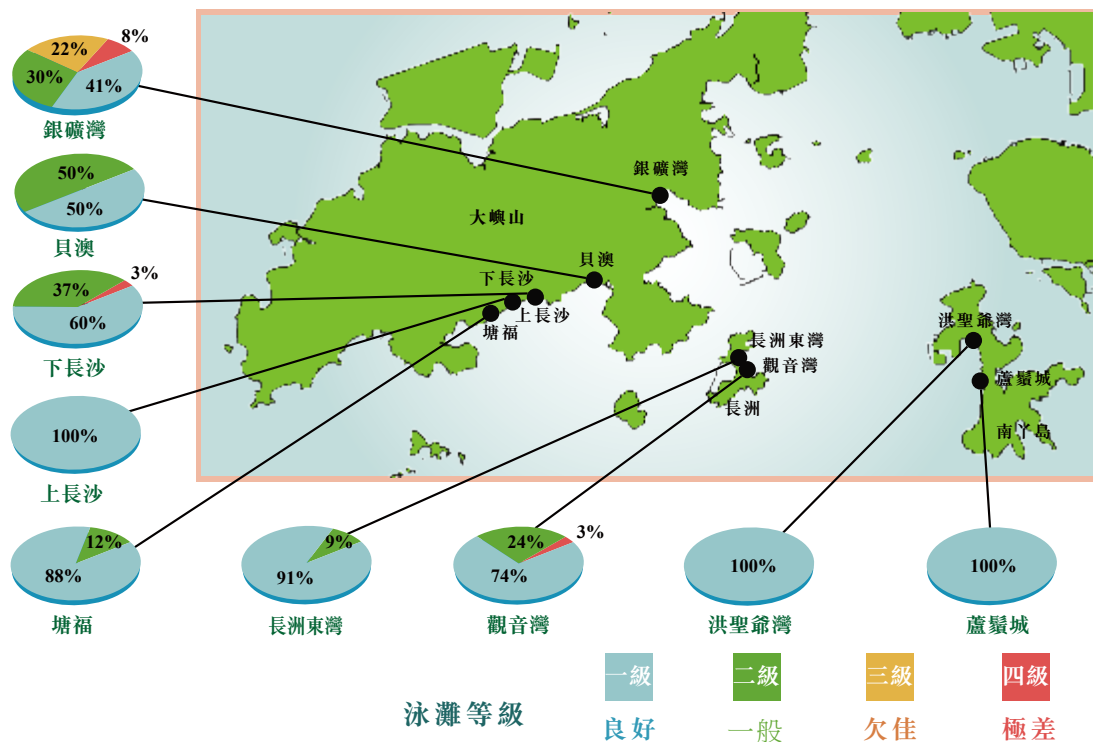 8%
22%
30%
41%
銀礦灣
50%
50%
貝澳
3%
37%
60%
下長沙
100%
上長沙
12%
88%
塘福
9%
91%
長洲東灣
3%
24%
74%
觀音灣
100%
洪聖爺灣
100%
蘆鬚城
銀礦灣
大嶼山
貝澳
下長沙
上長沙
塘福
長洲東灣
觀音灣
長洲
洪聖爺灣
蘆鬚城
南丫島
泳灘等級
一級 二級 三級 四級
良好 一般 欠佳 極差